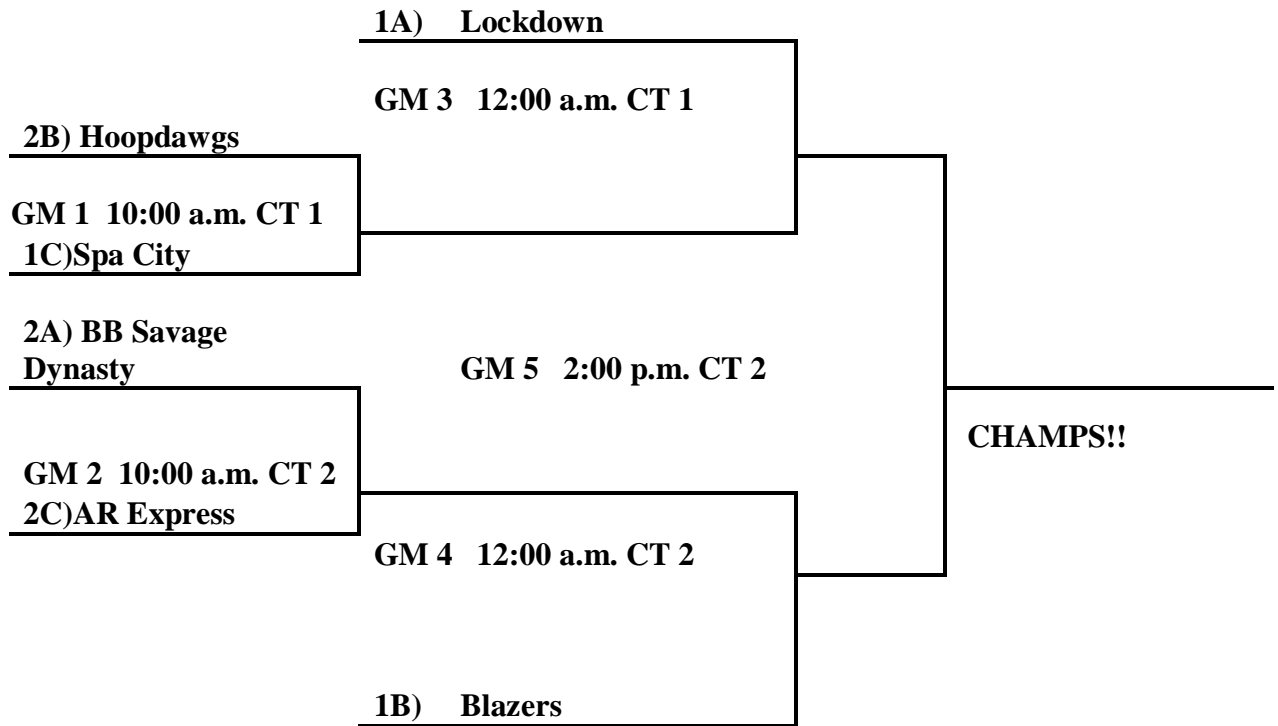 1A) Lockdown
GM 3 12:00 a.m. CT 1
2B) Hoopdawgs
GM 1 10:00 a.m. CT 1
1C)Spa City
2A) BB Savage
Dynasty
GM 5 2:00 p.m. CT 2
CHAMPS!!
GM 2 10:00 a.m. CT 2
2C)AR Express
GM 4 12:00 a.m. CT 2
1B) Blazers